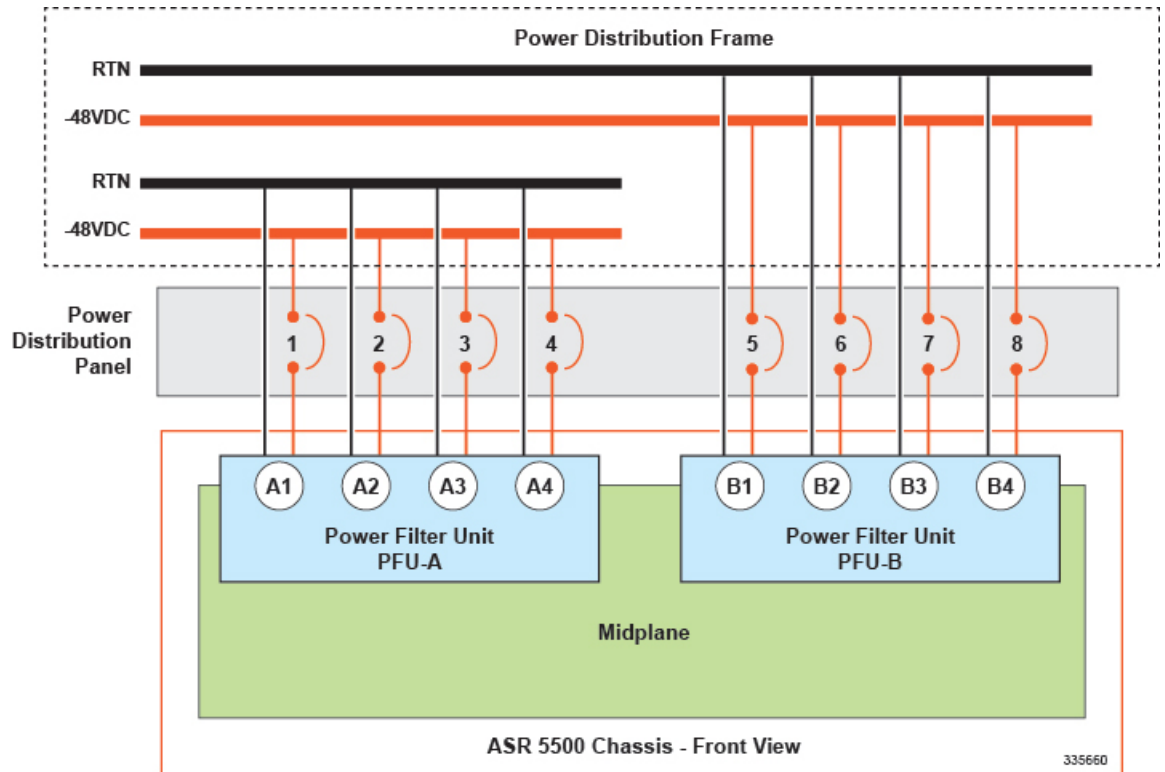 Power Distribution Frame
RTN
-48VDC
RTN
-48VDC
Power
Distribution
Panel
1 2 3 4 5 6 7 8
A1 A2 A3 A4 B1 B2 B3 B4
Power Filter Unit
PFU-A
Power Filter Unit
PFU-B
Midplane
ASR 5500 Chassis - Front View
335660